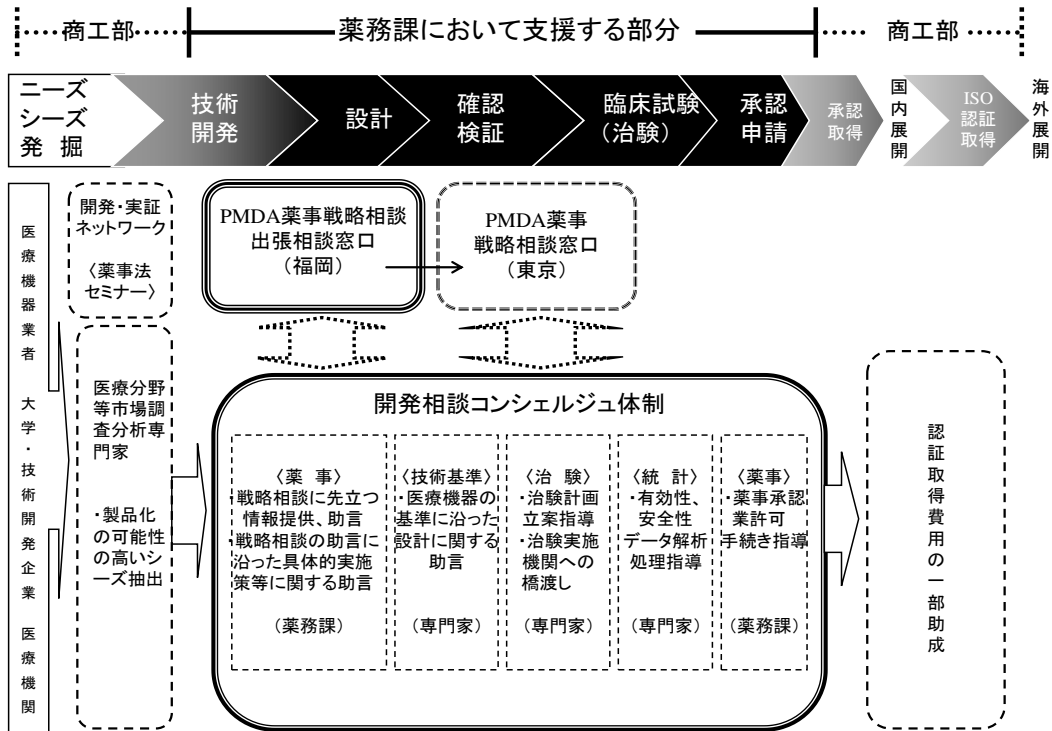 商工部
薬務課において支援する部分
商工部
ニーズ
シーズ
発 掘
技術
開発
設計
確認
検証
臨床試験
（治験）
承認
申請
承認
取得
国内展開
ISO
認証
取得
海外展開
医療機器業者 大学・技術開発企業 医療機関
開発・実証
ネットワーク
〈薬事法
セミナー〉
医療分野
等市場調
査分析専
門家
・製品化
の可能性
の高いシ
ーズ抽出
PMDA薬事戦略相談
出張相談窓口
（福岡）
PMDA薬事
戦略相談窓口
（東京）
開発相談コンシェルジュ体制
〈薬 事〉
・戦略相談に先立つ
情報提供、助言
・戦略相談の助言に
沿った具体的実施
策等に関する助言
（薬務課）
〈技術基準〉
・医療機器の
基準に沿った
設計に関する
助言
（専門家）
〈治 験〉
・治験計画
立案指導
・治験実施
機関への
橋渡し
（専門家）
〈統 計〉
・有効性、
安全性
データ解析
処理指導
（専門家）
〈薬事〉
・薬事承認
業許可
手続き指導
（薬務課）
認証取得費用の一部助成